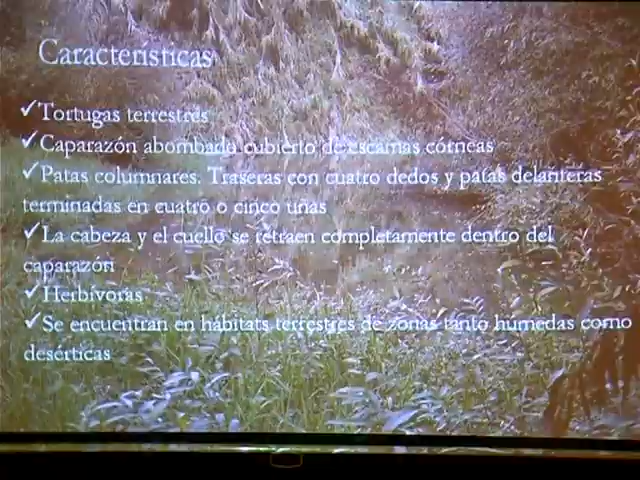 Características
✓Tortugas terrestres
✓Caparazón abombado cubierto de escamas córneas
✓Patas columnares. Traseras con cuatro dedos y patas delanteras
terminadas en cuatro o cinco uñas
✓La cabeza y el cuello se retraen completamente dentro del
caparazón
✓Herbívoras
✓Se encuentran en hábitats terrestres de zonas tanto humedas como
desérticas